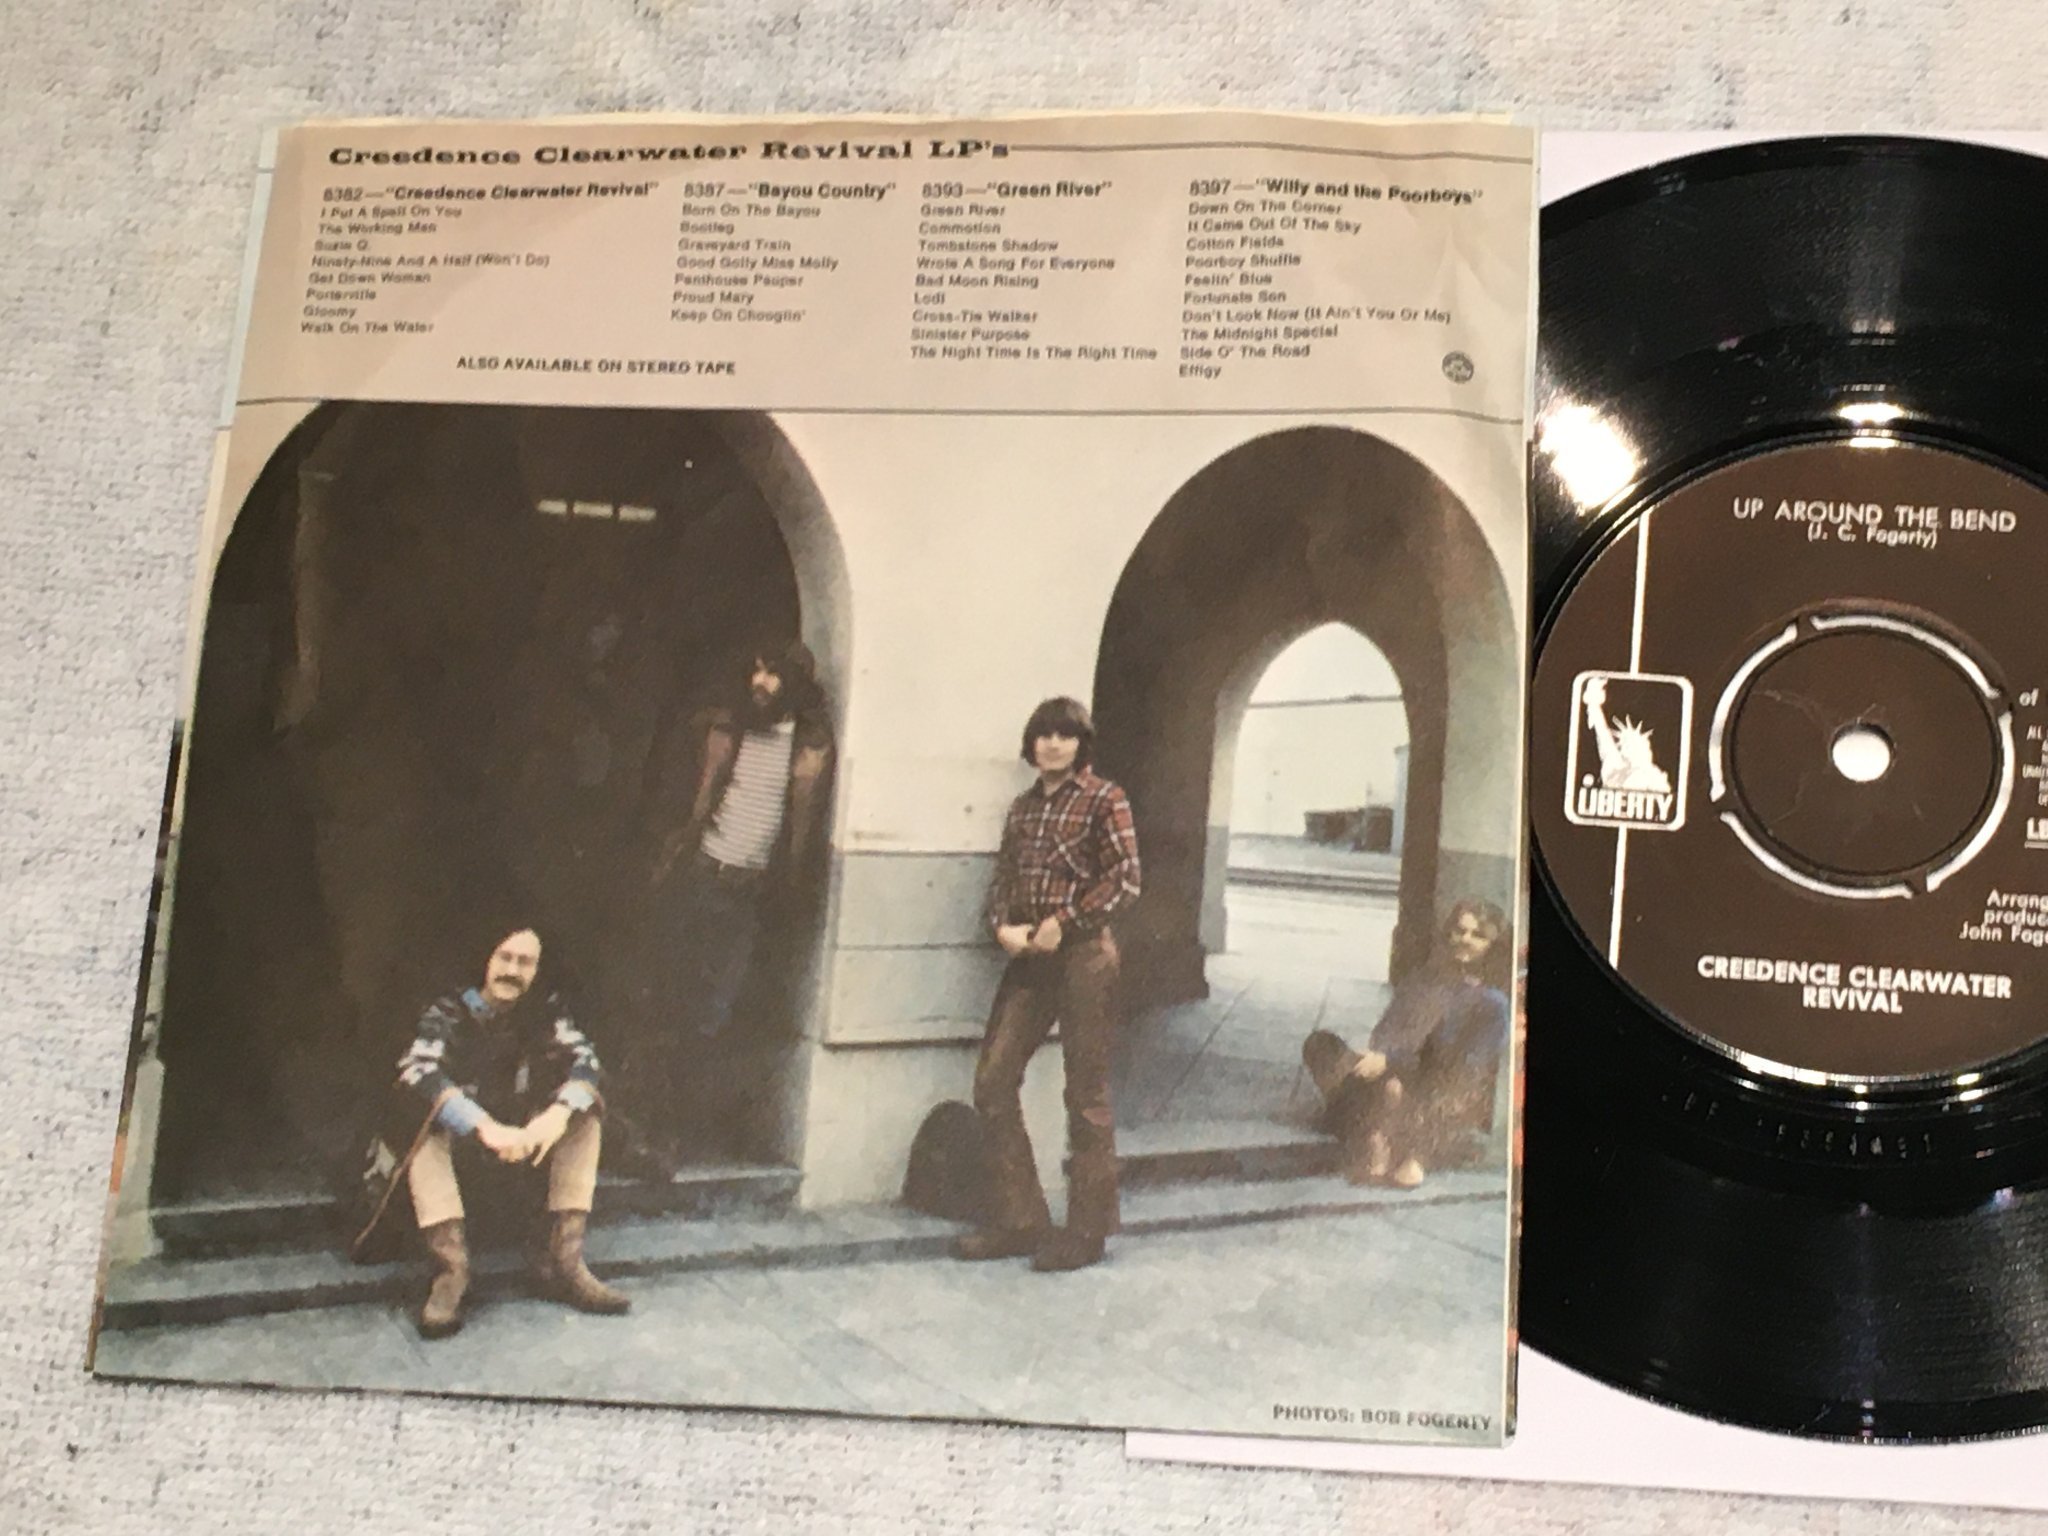 Creedence Clearwater Revival LP's
8382—"Creedence Clearwater Revival"
I Put A Spell On You
The Working Man
Suzie Q.
Ninety-Nine And A Half (Won't Do)
Get Down Woman
Porterville
Gloomy
Walk On The Water
8387—"Bayou Country"
Born On The Bayou
Bootleg
Graveyard Train
Good Golly Miss Molly
Penthouse Pauper
Proud Mary
Keep On Chooglin'
8393—"Green River"
Green River
Commotion
Tombstone Shadow
Wrote A Song For Everyone
Bad Moon Rising
Lodi
Cross-Tie Walker
Sinister Purpose
The Night Time Is The Right Time
8397—"Willy and the Poorboys"
Down On The Corner
It Came Out Of The Sky
Cotton Fields
Poorboy Shuffle
Feelin' Blue
Fortunate Son
Don't Look Now (It Ain't You Or Me)
The Midnight Special
Side O' The Road
Effigy
ALSO AVAILABLE ON STEREO TAPE
PHOTOS: BOB FOGERTY
UP AROUND THE BEND
(J. C. Fogerty)
LIBERTY
of
ALL
Arrang
produc
John Foge
CREEDENCE CLEARWATER
REVIVAL